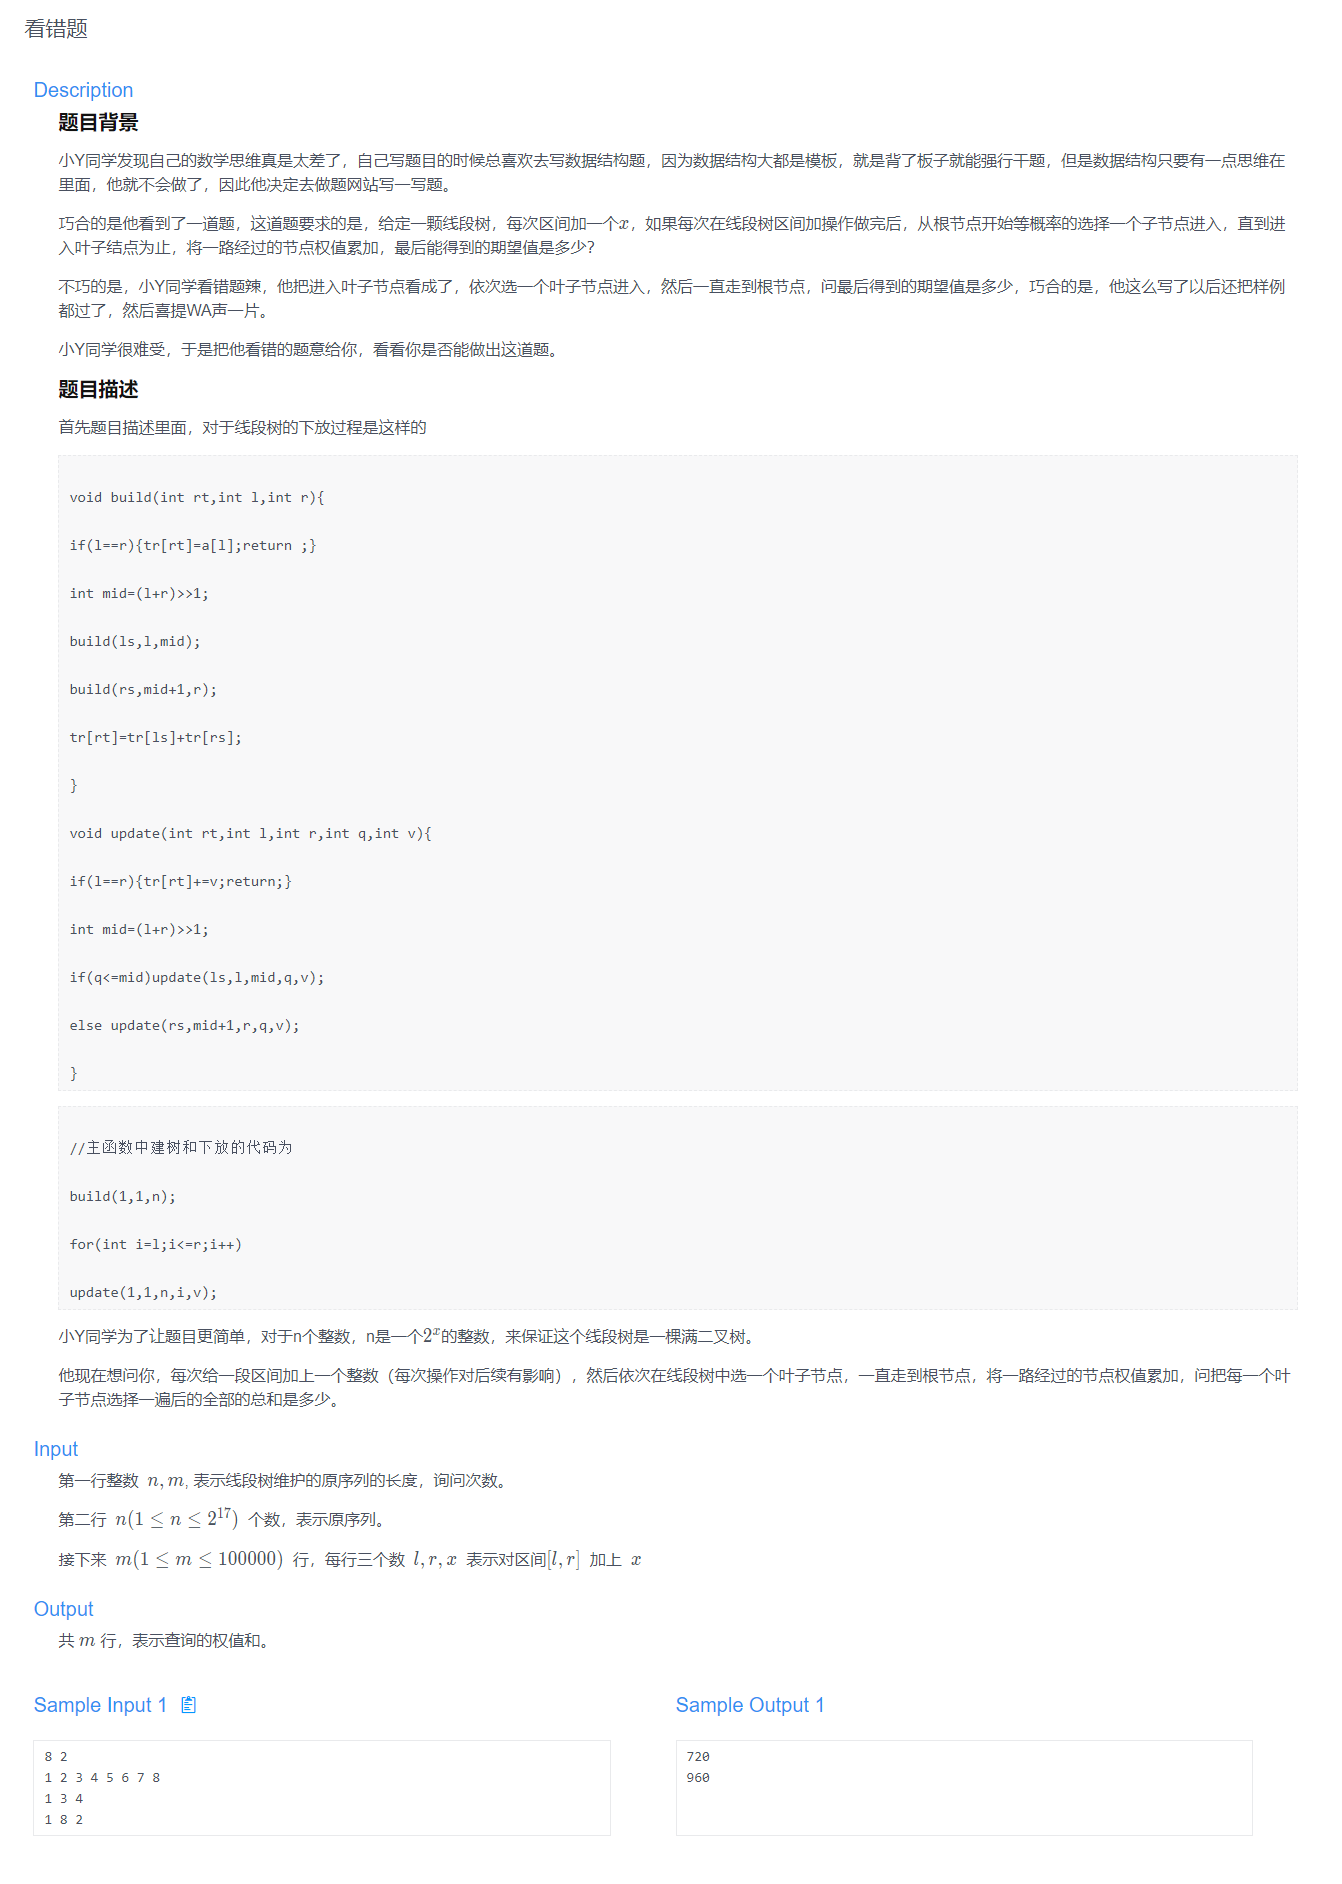 看错题
Description
题目背景
小Y同学发现自己的数学思维真是太差了，自己写题目的时候总喜欢去写数据结构题，因为数据结构大都是模板，就是背了板子就能强行干题，但是数据结构只要有一点思维在
里面，他就不会做了，因此他决定去做题网站写一写题。
巧合的是他看到了一道题，这道题要求的是，给定一颗线段树，每次区间加一个x，如果每次在线段树区间加操作做完后，从根节点开始等概率的选择一个子节点进入，直到进
入叶子结点为止，将一路经过的节点权值累加，最后能得到的期望值是多少？
不巧的是，小Y同学看错题辣，他把进入叶子节点看成了，依次选一个叶子节点进入，然后一直走到根节点，问最后得到的期望值是多少，巧合的是，他这么写了以后还把样例
都过了，然后喜提WA声一片。
小Y同学很难受，于是把他看错的题意给你，看看你是否能做出这道题。
题目描述
首先题目描述里面，对于线段树的下放过程是这样的
void build(int rt,int l,int r){
if(l==r){tr[rt]=a[l];return ;}
int mid=(l+r)>>1;
build(ls,l,mid);
build(rs,mid+1,r);
tr[rt]=tr[ls]+tr[rs];
}
void update(int rt,int l,int r,int q,int v){
if(l==r){tr[rt]+=v;return;}
int mid=(l+r)>>1;
if(q<=mid)update(ls,l,mid,q,v);
else update(rs,mid+1,r,q,v);
}
//主函数中建树和下放的代码为
build(1,1,n);
for(int i=l;i<=r;i++)
update(1,1,n,i,v);
小Y同学为了让题目更简单，对于n个整数，n是一个2^x的整数，来保证这个线段树是一棵满二叉树。
他现在想问你，每次给一段区间加上一个整数（每次操作对后续有影响），然后依次在线段树中选一个叶子节点，一直走到根节点，将一路经过的节点权值累加，问把每一个叶
子节点选择一遍后的全部的总和是多少。
Input
第一行整数 n, m, 表示线段树维护的原序列的长度，询问次数。
第二行 n(1 ≤ n ≤ 2^17) 个数，表示原序列。
接下来 m(1 ≤ m ≤ 100000) 行，每行三个数 l, r, x 表示对区间[l, r] 加上 x
Output
共 m 行，表示查询的权值和。
Sample Input 1
Sample Output 1
8 2
1 2 3 4 5 6 7 8
1 3 4
1 8 2
720
960